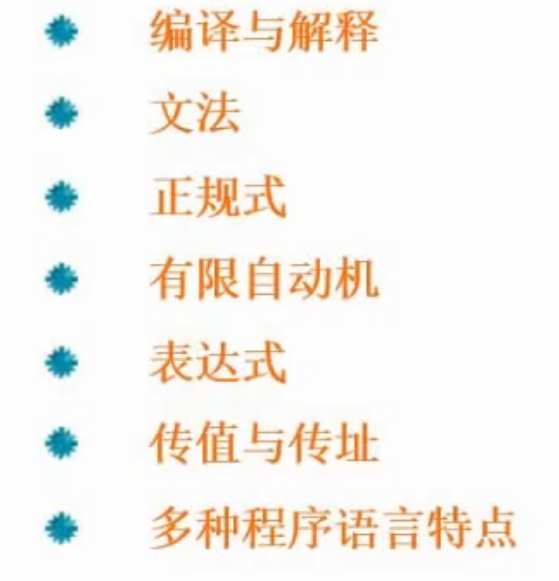 编译与解释
文法
正规式
有限自动机
表达式
传值与传址
多种程序语言特点